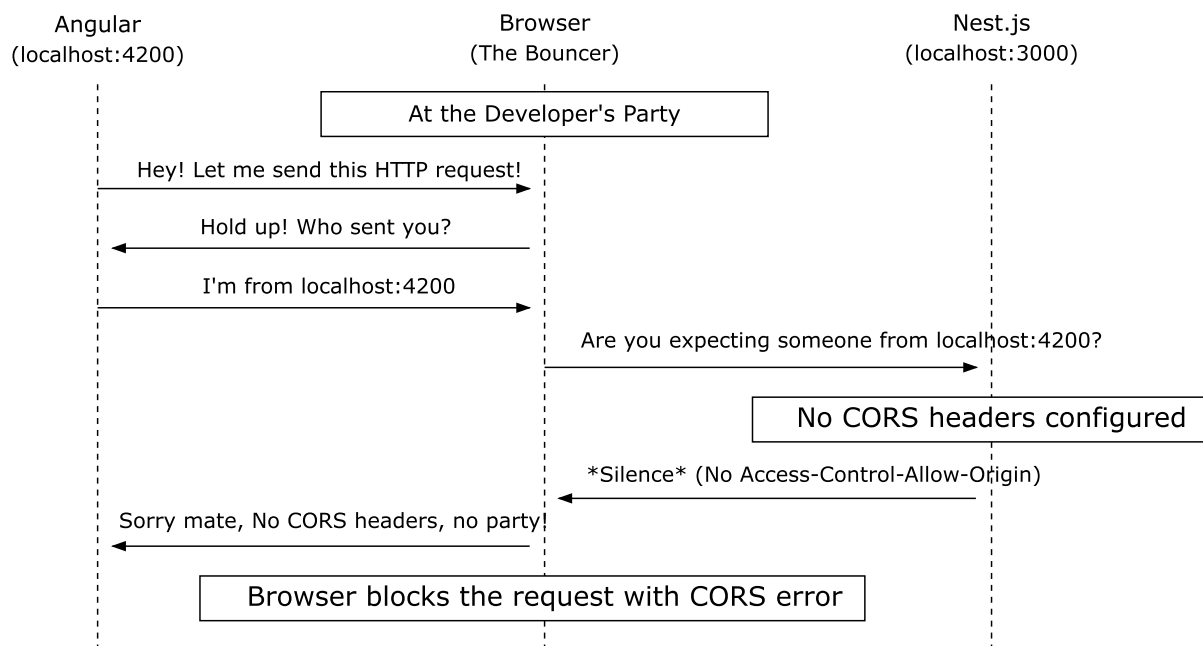 Angular
(localhost:4200)
Browser
(The Bouncer)
Nest.js
(localhost:3000)
At the Developer's Party
Hey! Let me send this HTTP request!
Hold up! Who sent you?
I'm from localhost:4200
Are you expecting someone from localhost:4200?
No CORS headers configured
*Silence* (No Access-Control-Allow-Origin)
Sorry mate, No CORS headers, no party!
Browser blocks the request with CORS error